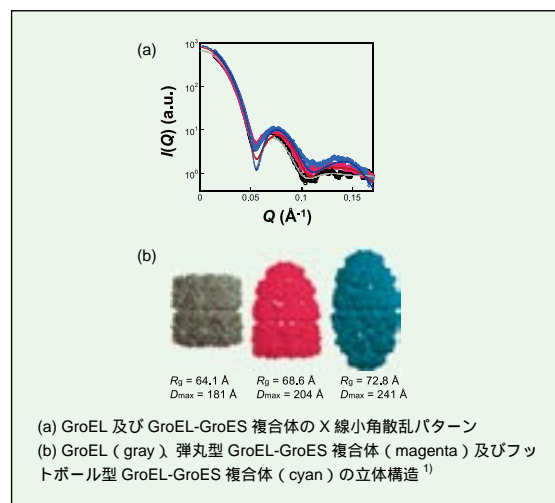 (a)
10³
10²
10¹
10⁰
I(Q) (a.u.)
0
0.05
0.1
0.15
Q (Å⁻¹)
(b)
Rg = 64.1 Å
Dmax = 181 Å
Rg = 68.6 Å
Dmax = 204 Å
Rg = 72.8 Å
Dmax = 241 Å
(a) GroEL 及び GroEL-GroES 複合体の X 線小角散乱パターン
(b) GroEL（gray）、弾丸型 GroEL-GroES 複合体（magenta）及びフッ
トボール型 GroEL-GroES 複合体（cyan）の立体構造 ¹⁾